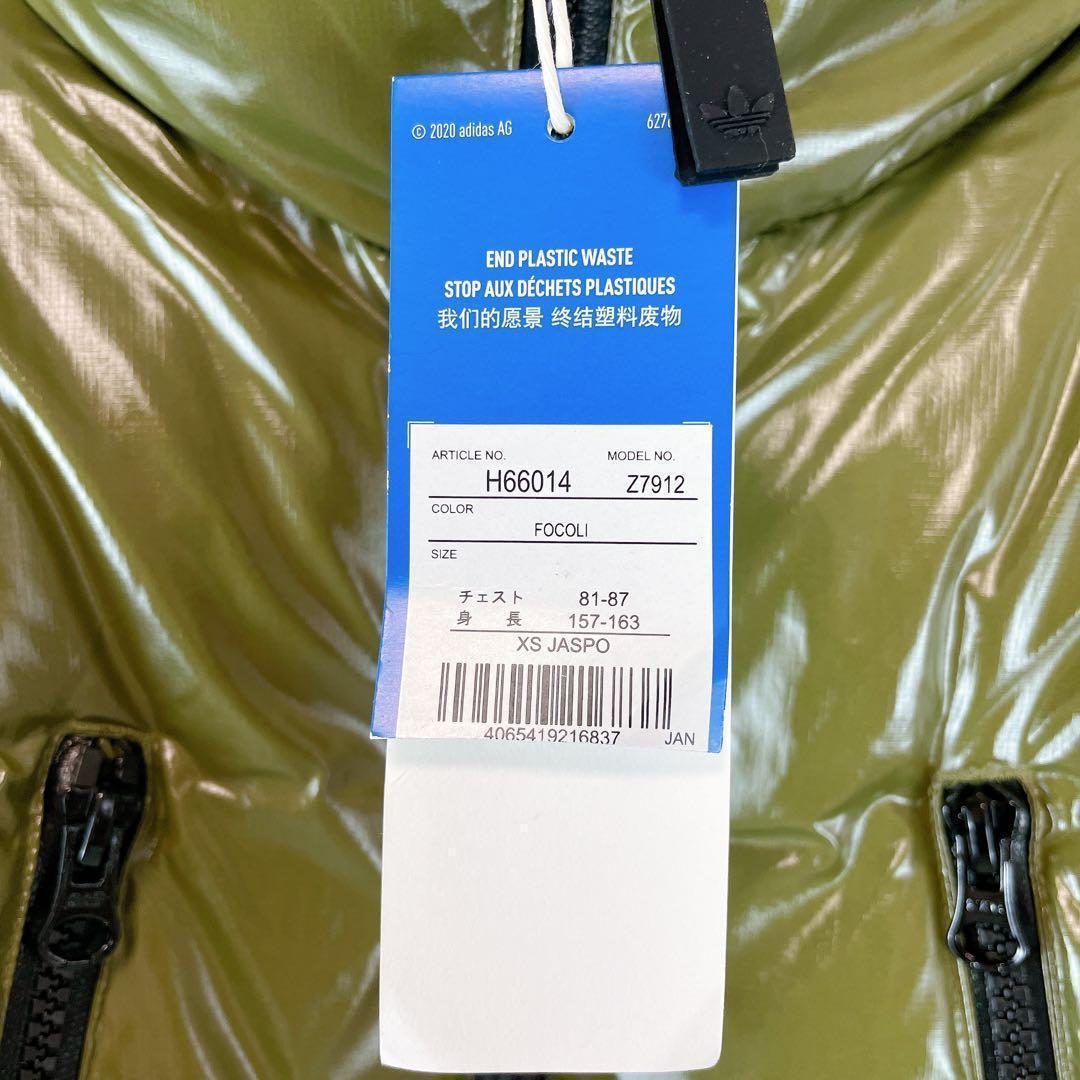 © 2020 adidas AG
END PLASTIC WASTE
STOP AUX DÉCHETS PLASTIQUES
我们的愿景 终结塑料废物
ARTICLE NO. MODEL NO.
H66014 Z7912
COLOR
FOCOLI
SIZE
チェスト 81-87
身 長 157-163
XS JASPO
4065419216837 JAN